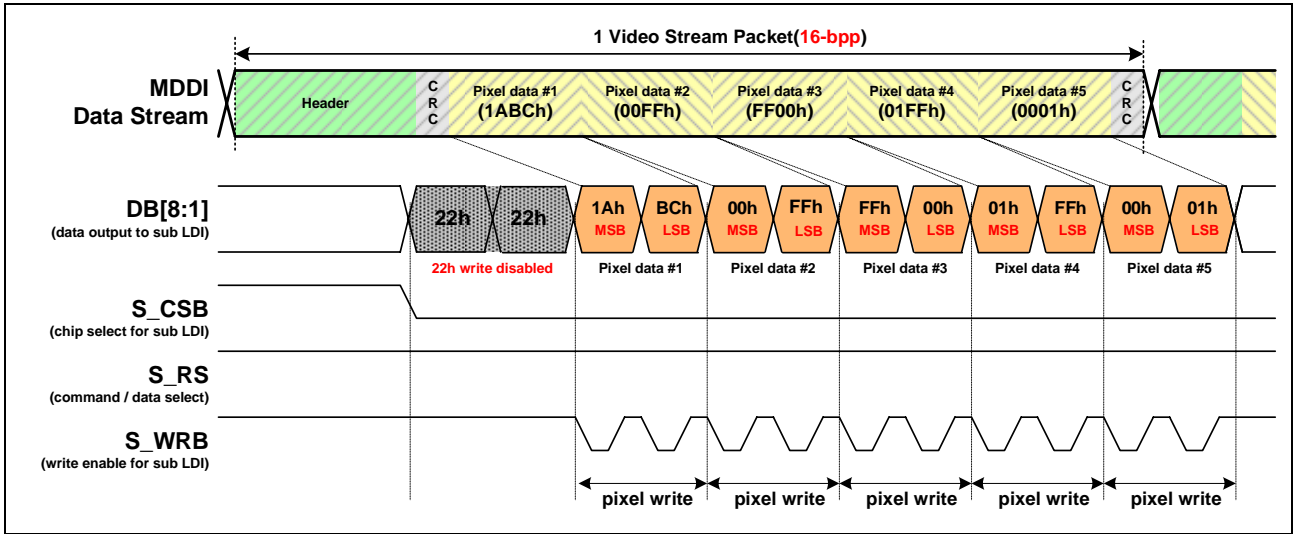 1 Video Stream Packet(16-bpp)
MDDI
Data Stream
Header
C
R
C
Pixel data #1
(1ABCh)
Pixel data #2
(00FFh)
Pixel data #3
(FF00h)
Pixel data #4
(01FFh)
Pixel data #5
(0001h)
C
R
C
DB[8:1]
(data output to sub LDI)
22h 22h
22h write disabled
1Ah BCh 00h FFh FFh 00h 01h FFh 00h 01h
MSB LSB MSB LSB MSB LSB MSB LSB MSB LSB
Pixel data #1 Pixel data #2 Pixel data #3 Pixel data #4 Pixel data #5
S_CSB
(chip select for sub LDI)
S_RS
(command / data select)
S_WRB
(write enable for sub LDI)
pixel write pixel write pixel write pixel write pixel write